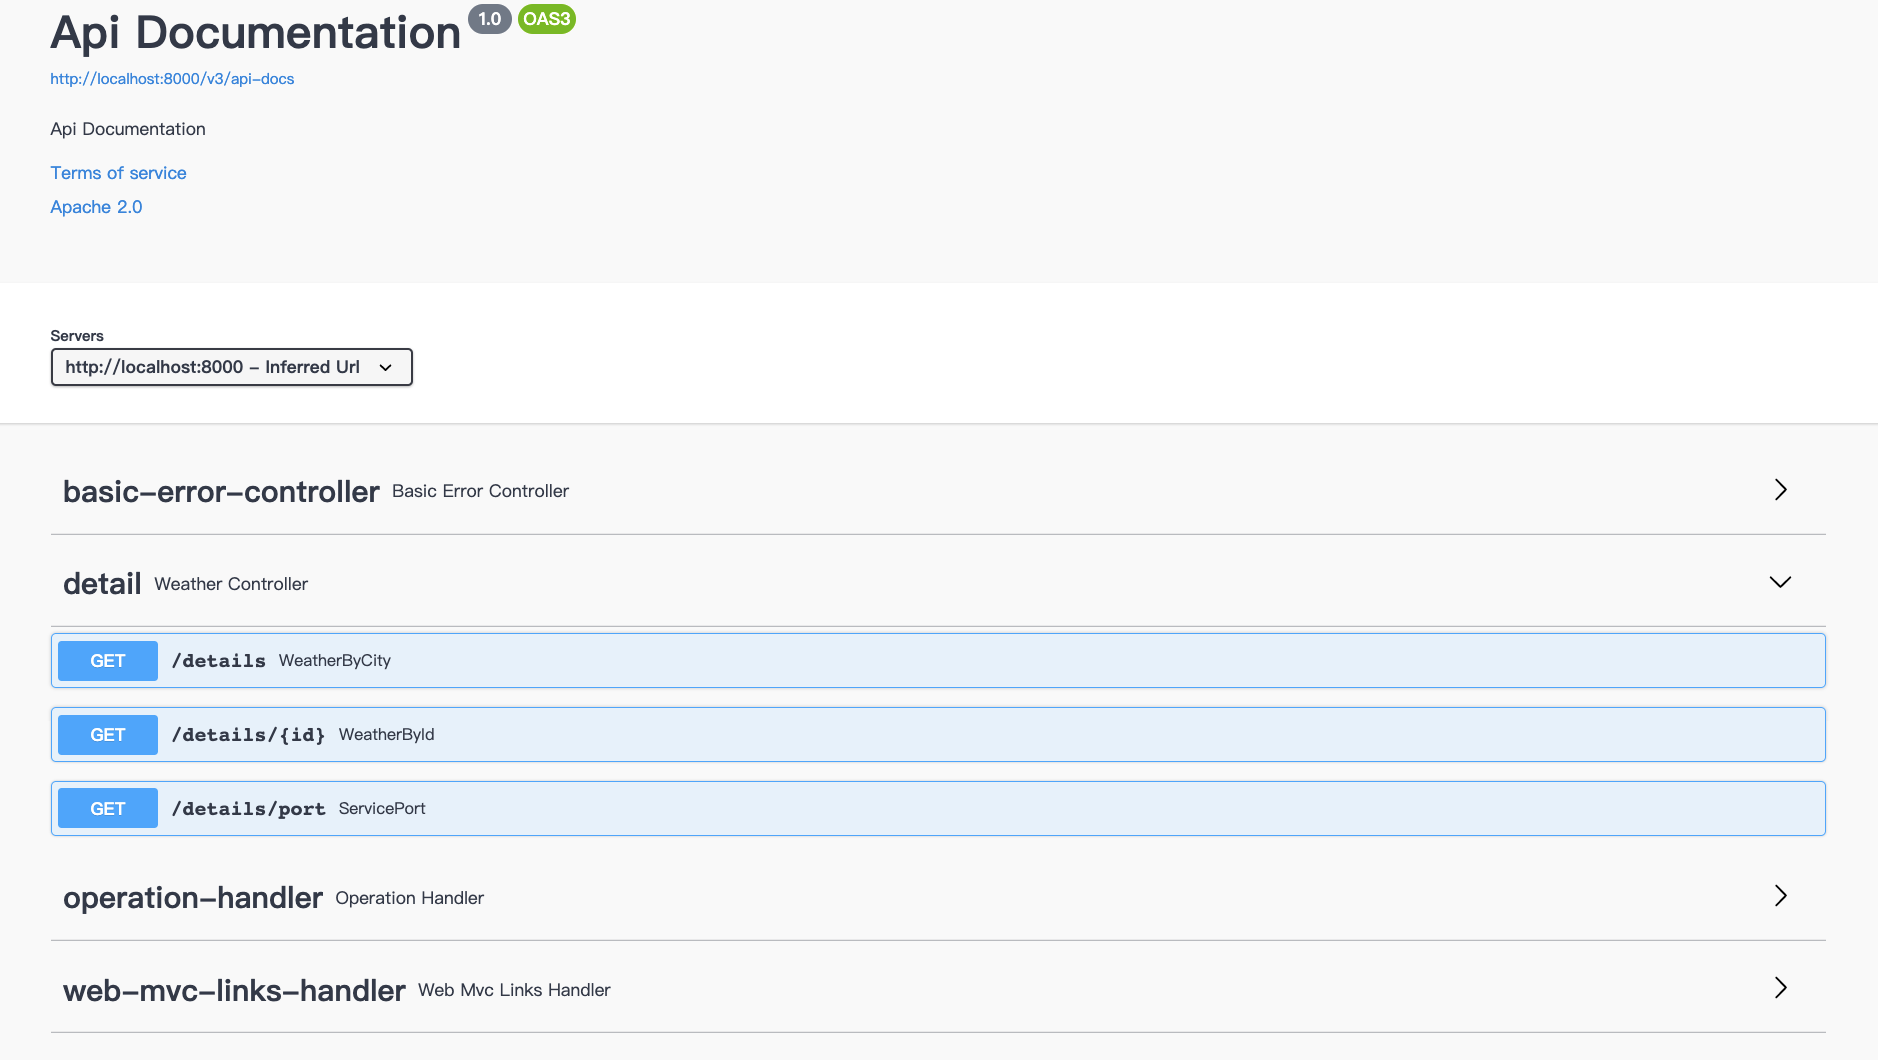 Api Documentation 1.0 OAS3
http://localhost:8000/v3/api-docs
Api Documentation
Terms of service
Apache 2.0
Servers
http://localhost:8000 - Inferred Url
basic-error-controller Basic Error Controller
detail Weather Controller
GET /details WeatherByCity
GET /details/{id} WeatherById
GET /details/port ServicePort
operation-handler Operation Handler
web-mvc-links-handler Web Mvc Links Handler